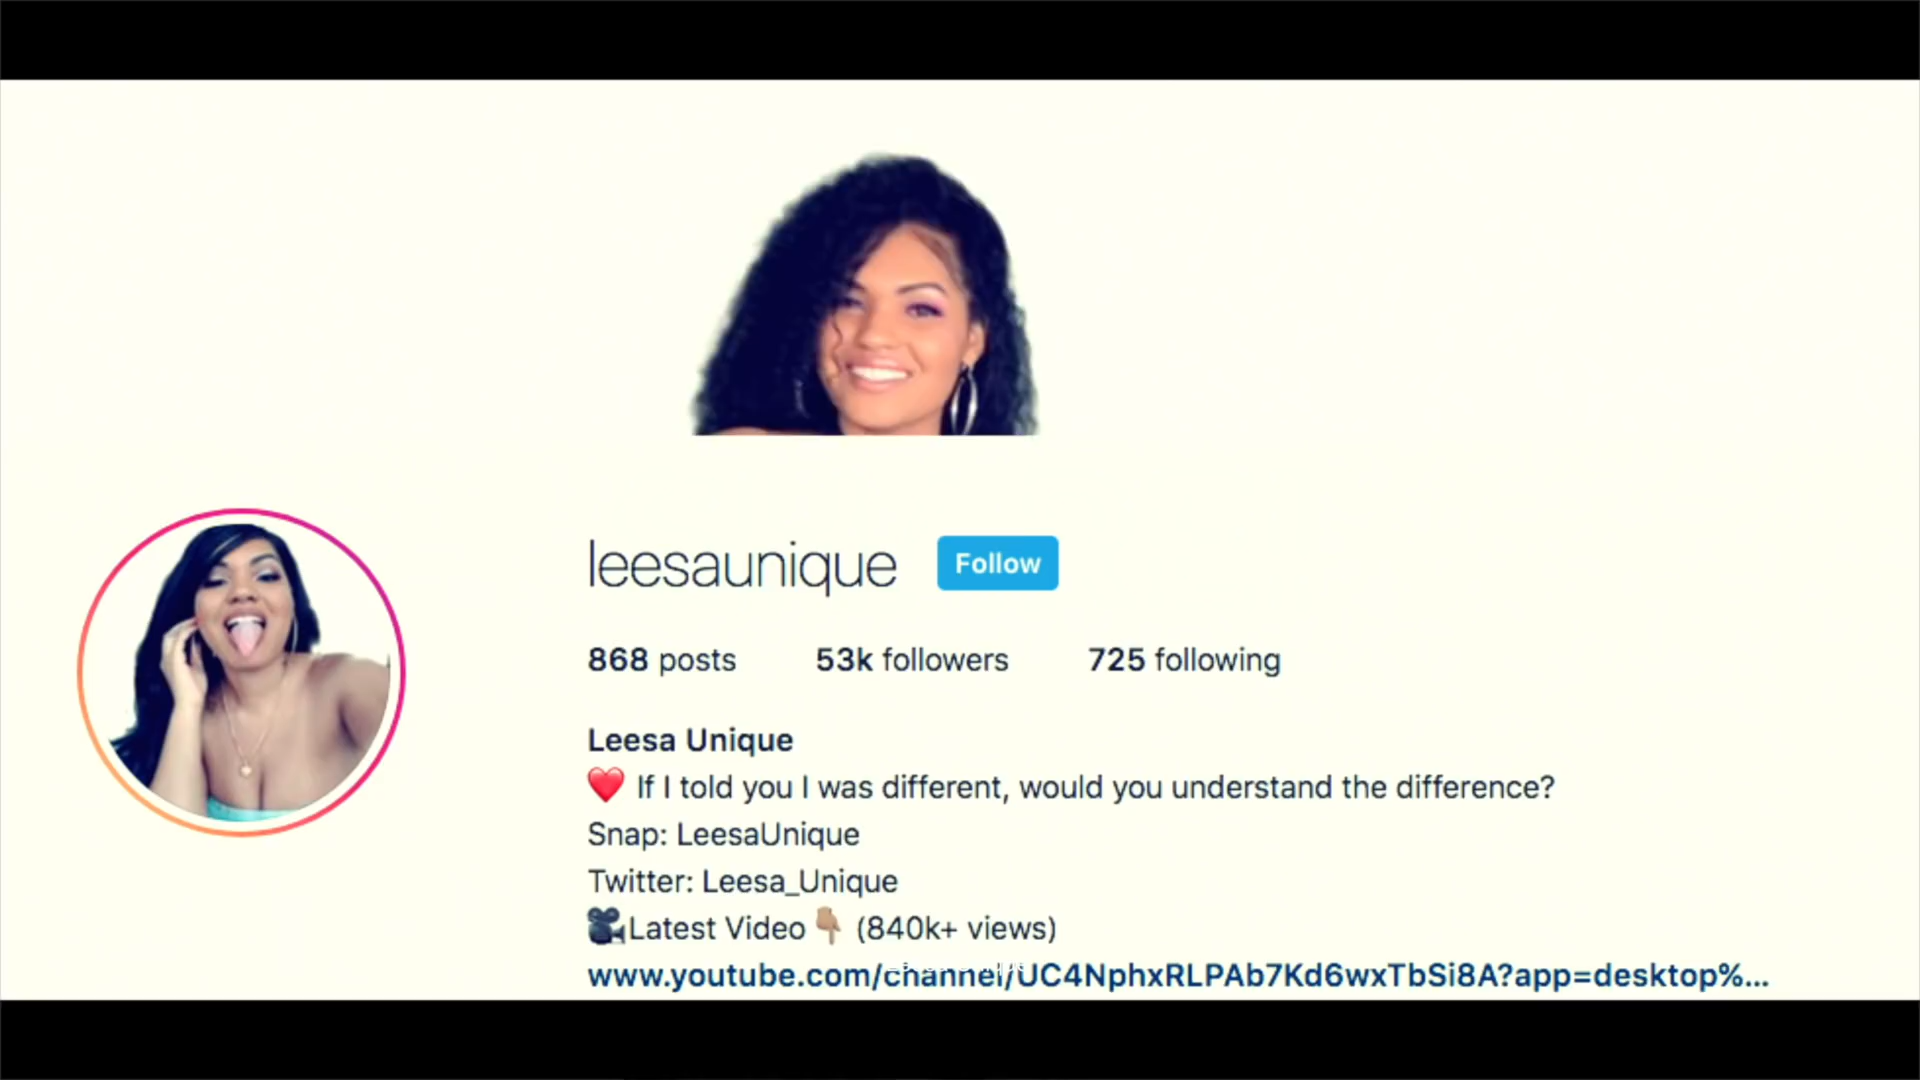 leesaunique Follow
868 posts 53k followers 725 following
Leesa Unique
❤️ If I told you I was different, would you understand the difference?
Snap: LeesaUnique
Twitter: Leesa_Unique
🎥Latest Video👇🏽 (840k+ views)
www.youtube.com/channel/UC4NphxRLPAb7Kd6wxTbSi8A?app=desktop%...